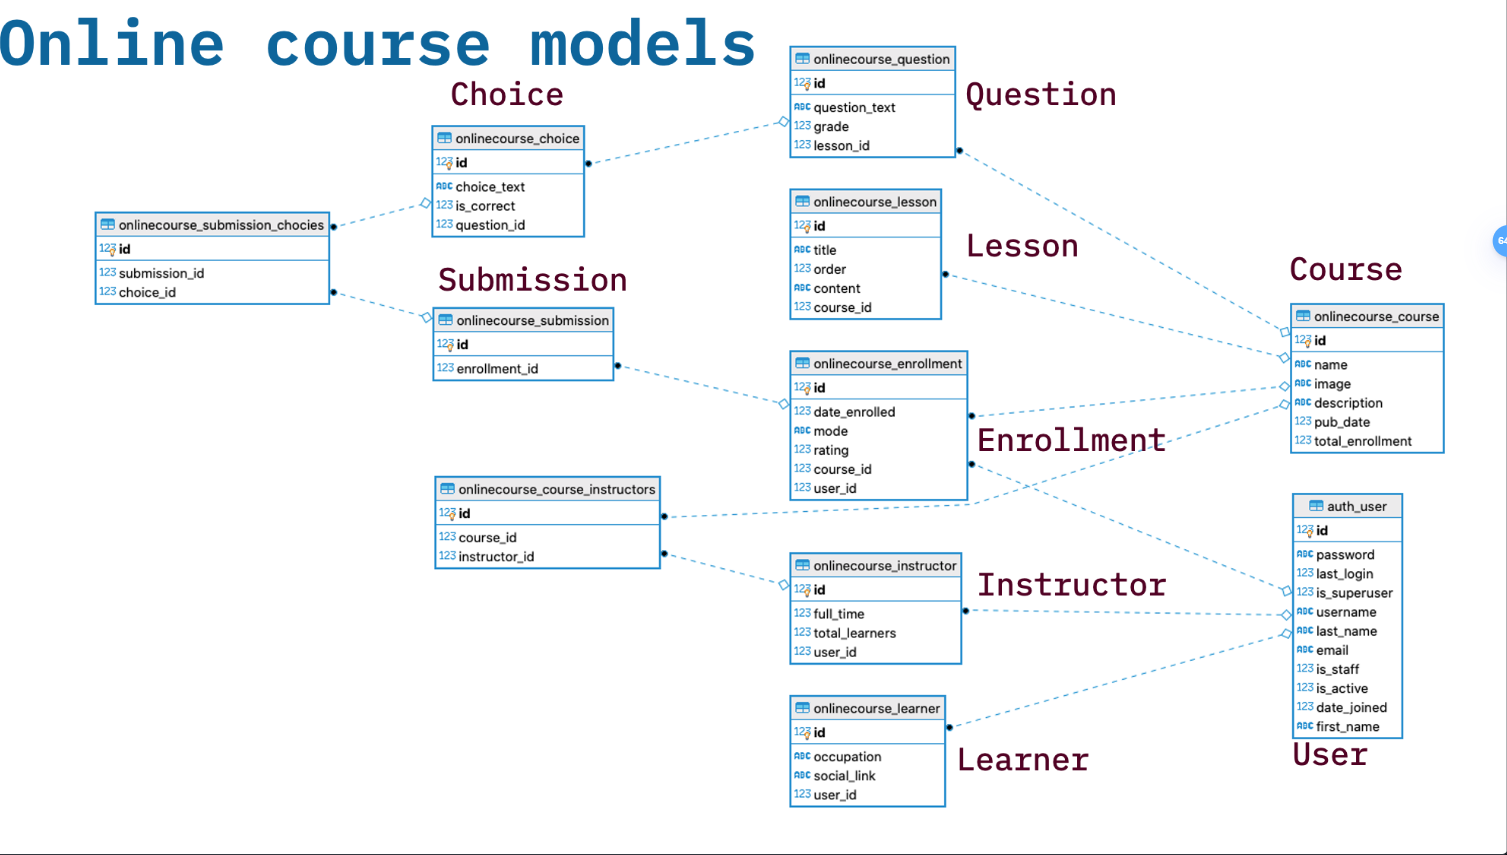 Online course models
Choice
onlinecourse_choice
123 id
ABC choice_text
123 is_correct
123 question_id
onlinecourse_submission_chocies
123 id
123 submission_id
123 choice_id
Submission
onlinecourse_submission
123 id
123 enrollment_id
onlinecourse_course_instructors
123 id
123 course_id
123 instructor_id
onlinecourse_question
123 id
ABC question_text
123 grade
123 lesson_id
Question
onlinecourse_lesson
123 id
ABC title
123 order
ABC content
123 course_id
Lesson
onlinecourse_enrollment
123 id
123 date_enrolled
ABC mode
123 rating
123 course_id
123 user_id
Enrollment
onlinecourse_instructor
123 id
123 full_time
123 total_learners
123 user_id
Instructor
onlinecourse_learner
123 id
ABC occupation
ABC social_link
123 user_id
Learner
Course
onlinecourse_course
123 id
ABC name
ABC image
ABC description
123 pub_date
123 total_enrollment
auth_user
123 id
ABC password
123 last_login
123 is_superuser
ABC username
ABC last_name
ABC email
123 is_staff
123 is_active
123 date_joined
ABC first_name
User